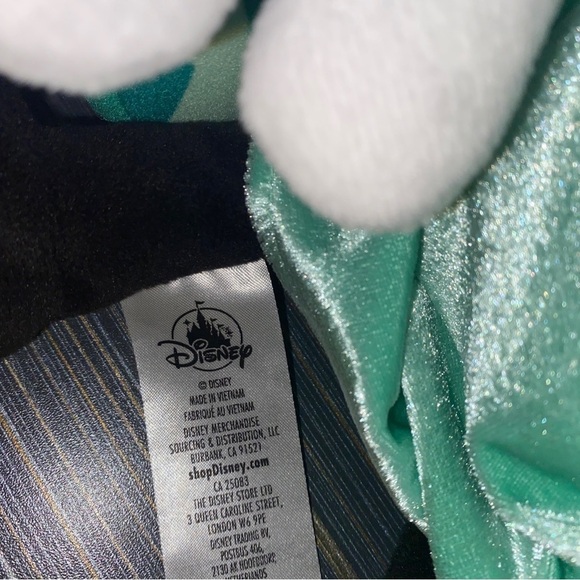 Disney
© DISNEY
MADE IN VIETNAM
FABRIQUÉ AU VIETNAM
DISNEY MERCHANDISE
SOURCING & DISTRIBUTION, LLC
BURBANK, CA 91521
shopDisney.com
CA 25083
THE DISNEY STORE LTD
3 QUEEN CAROLINE STREET,
LONDON W6 9PE
DISNEY TRADING BV,
POSTBUS 406,
2130 AK HOOFDDORP,
NETHERLANDS